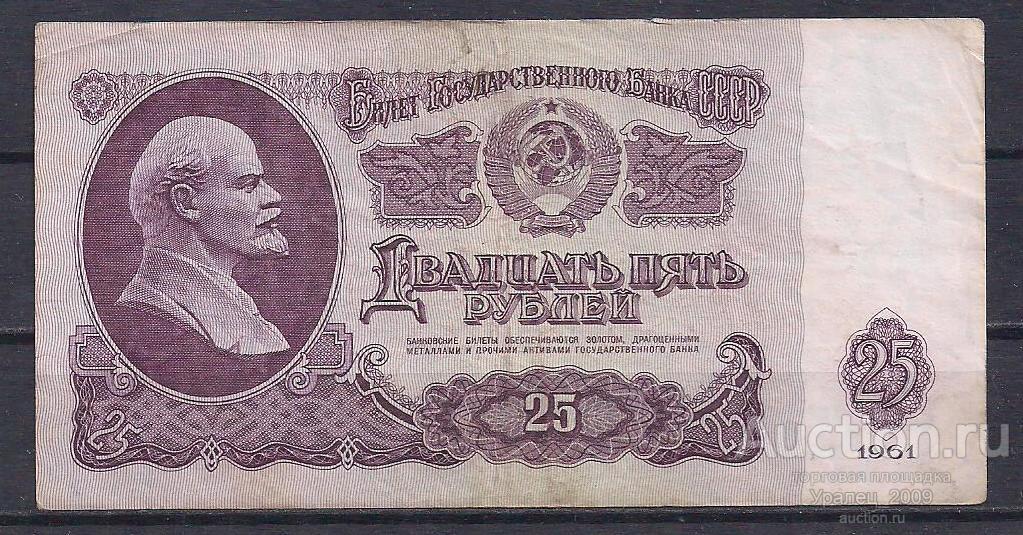 Билет Государственного Банка СССР
Двадцать пять
рублей
БАНКОВСКИЕ БИЛЕТЫ ОБЕСПЕЧИВАЮТСЯ ЗОЛОТОМ, ДРАГОЦЕННЫМИ
МЕТАЛЛАМИ И ПРОЧИМИ АКТИВАМИ ГОСУДАРСТВЕННОГО БАНКА
25
25
25
1961
Auction.ru
торговая площадка
Уралец_2009
auction.ru